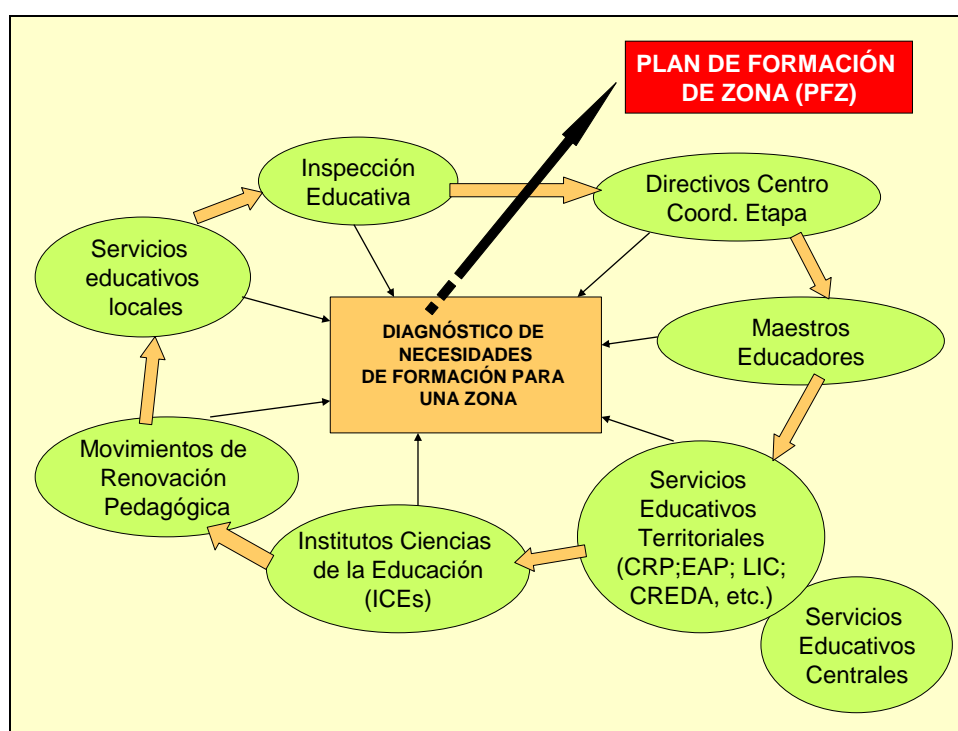 PLAN DE FORMACIÓN
DE ZONA (PFZ)
Inspección
Educativa
Directivos Centro
Coord. Etapa
Servicios
educativos
locales
DIAGNÓSTICO DE
NECESIDADES
DE FORMACIÓN PARA
UNA ZONA
Maestros
Educadores
Movimientos de
Renovación
Pedagógica
Institutos Ciencias
de la Educación
(ICEs)
Servicios
Educativos
Territoriales
(CRP;EAP; LIC;
CREDA, etc.)
Servicios
Educativos
Centrales